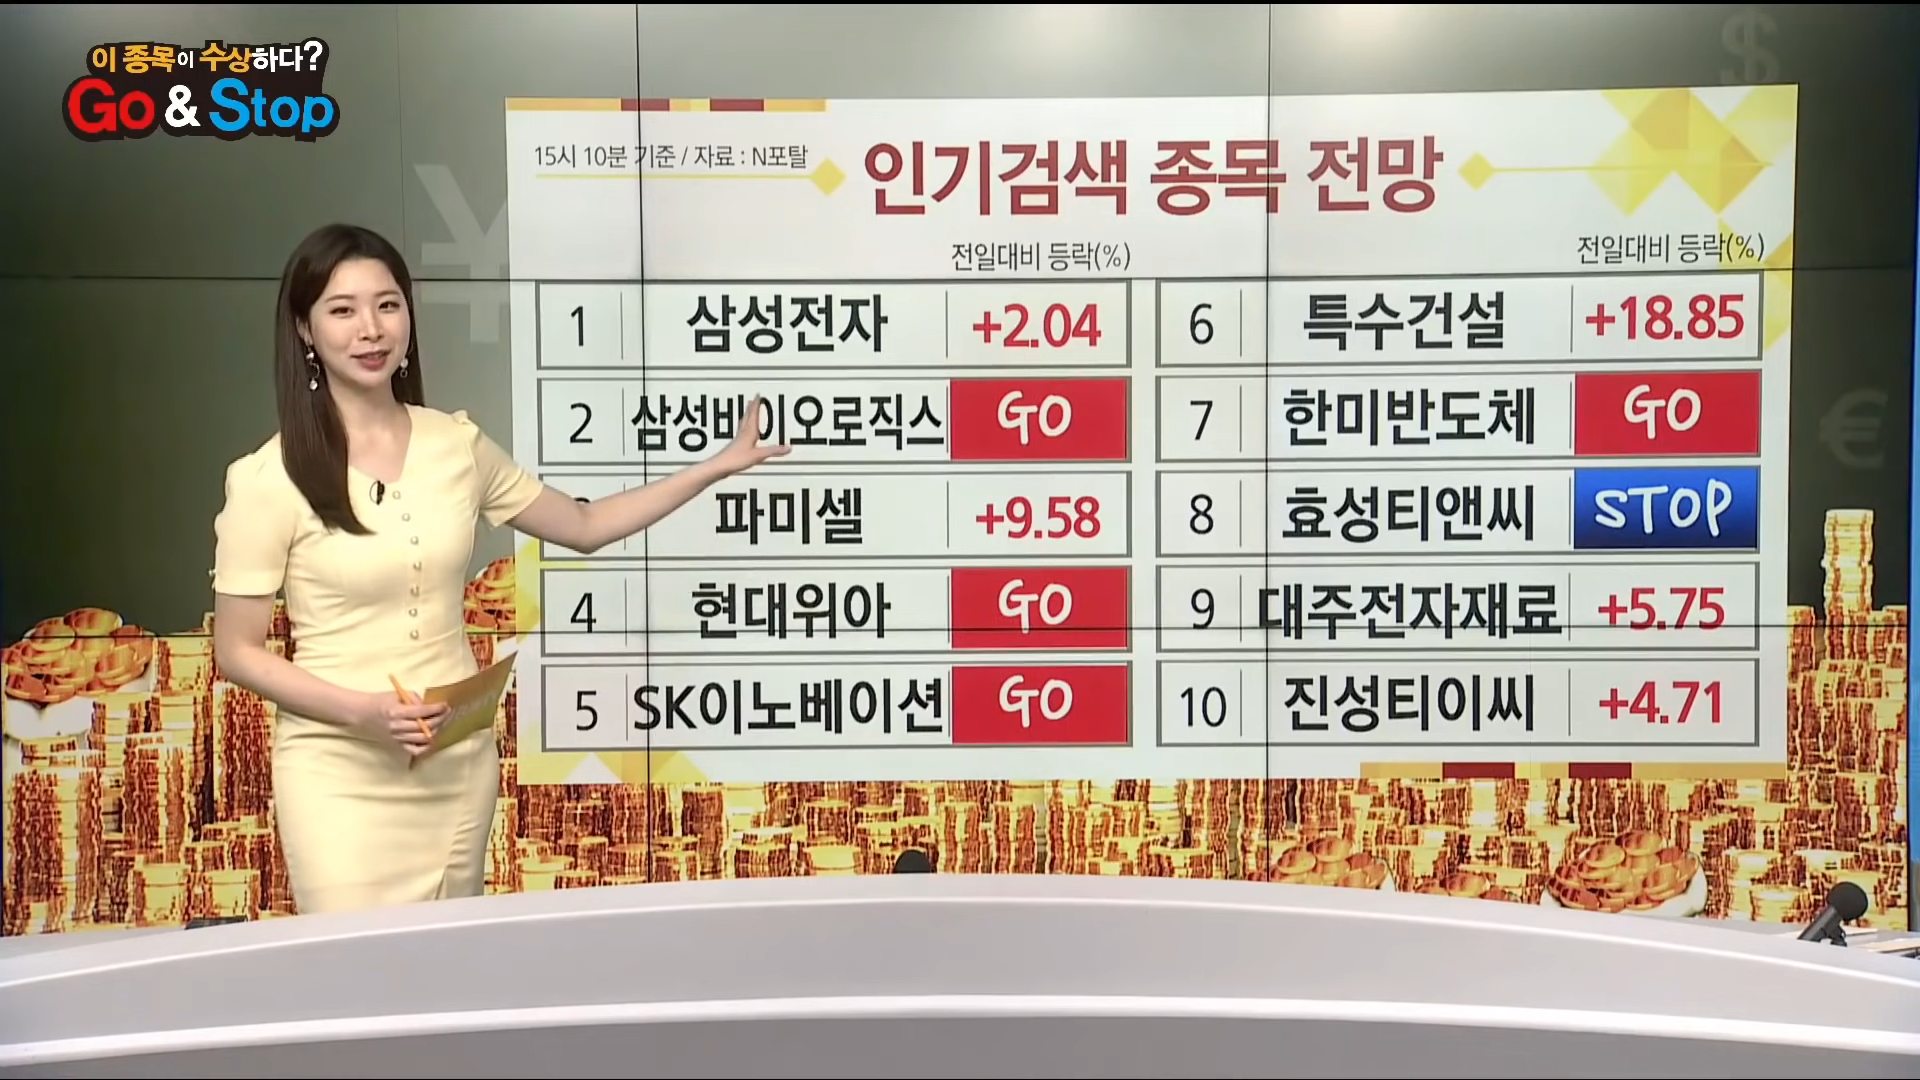 이 종목이 수상하다?
Go & Stop
15시 10분 기준 / 자료 : N포탈
인기검색 종목 전망
전일대비 등락(%)
1 삼성전자 +2.04
2 삼성바이오로직스 GO
파미셀 +9.58
4 현대위아 GO
5 SK이노베이션 GO
전일대비 등락(%)
6 특수건설 +18.85
7 한미반도체 GO
8 효성티앤씨 STOP
9 대주전자재료 +5.75
10 진성티이씨 +4.71